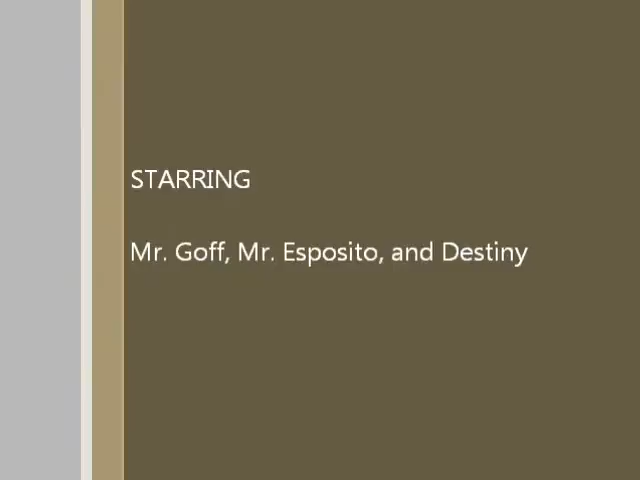 STARRING
Mr. Goff, Mr. Esposito, and Destiny